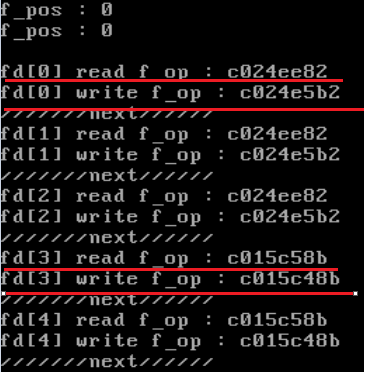 f_pos : 0
f_pos : 0
fd[0] read f_op : c024ee82
fd[0] write f_op : c024e5b2
///////next//////
fd[1] read f_op : c024ee82
fd[1] write f_op : c024e5b2
///////next//////
fd[2] read f_op : c024ee82
fd[2] write f_op : c024e5b2
///////next//////
fd[3] read f_op : c015c58b
fd[3] write f_op : c015c48b
///////next//////
fd[4] read f_op : c015c58b
fd[4] write f_op : c015c48b
///////next//////